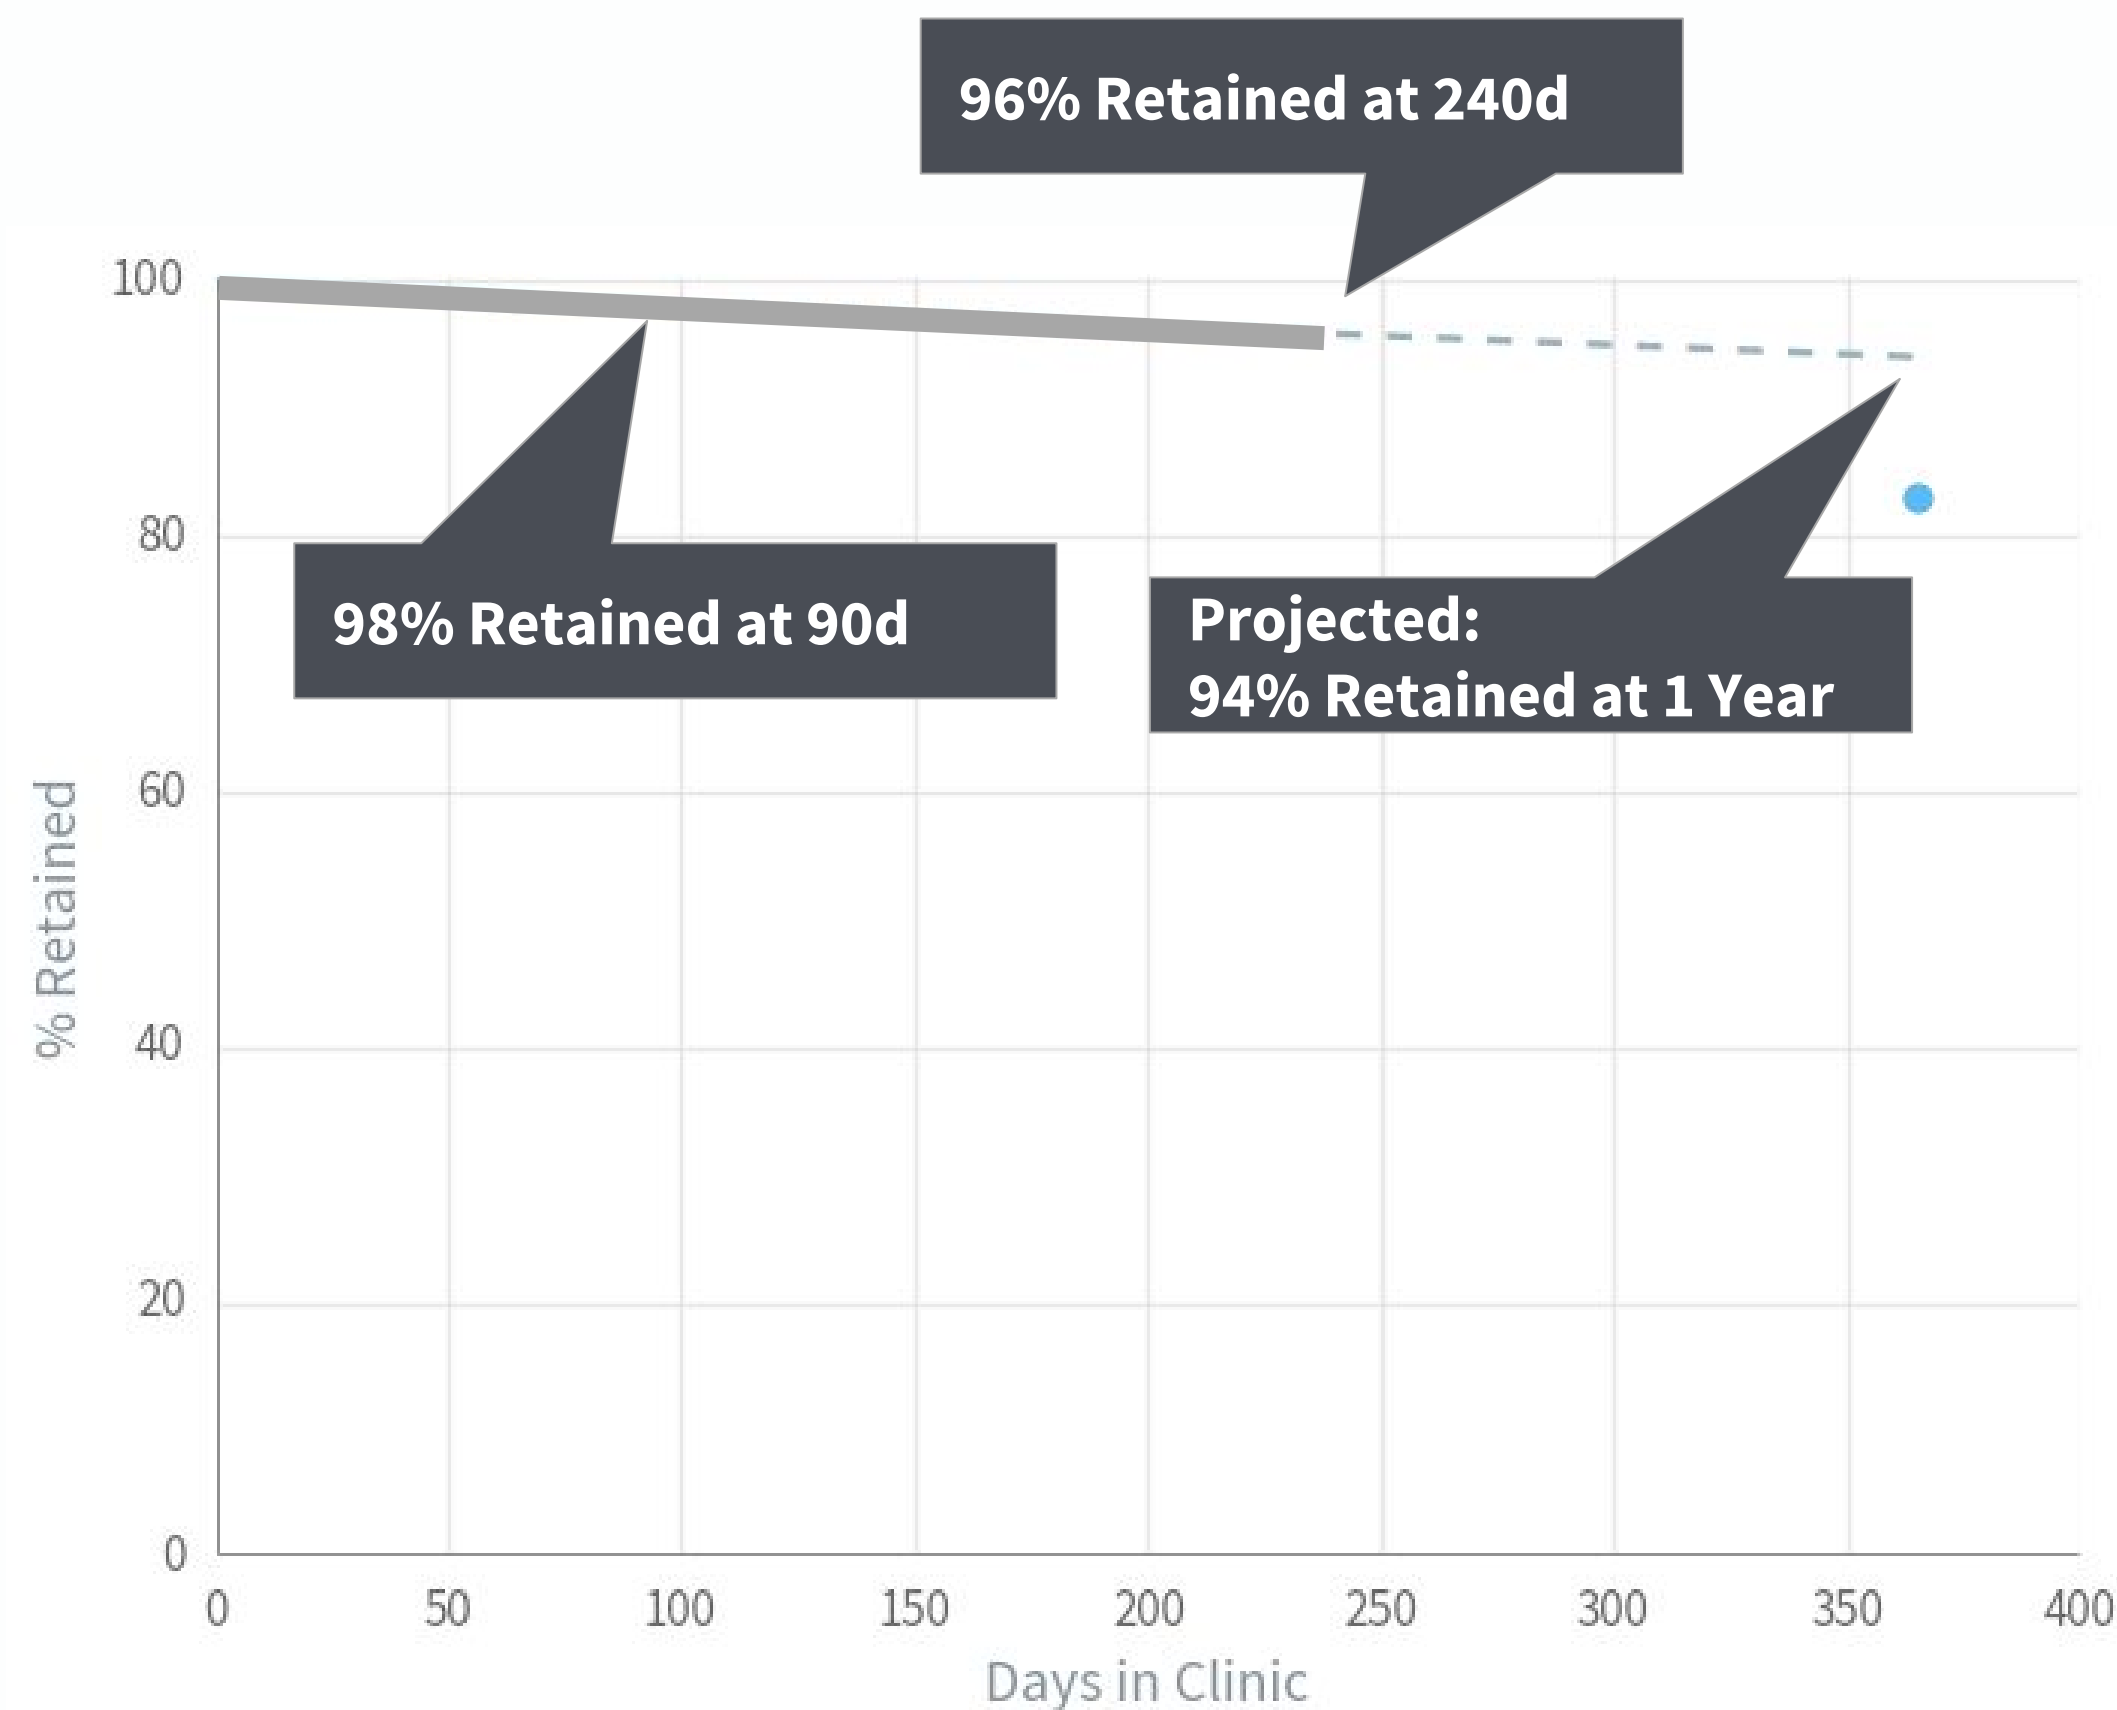 96% Retained at 240d
100
80
98% Retained at 90d
Projected:
94% Retained at 1 Year
60
% Retained
40
20
0
0 50 100 150 200 250 300 350 400
Days in Clinic